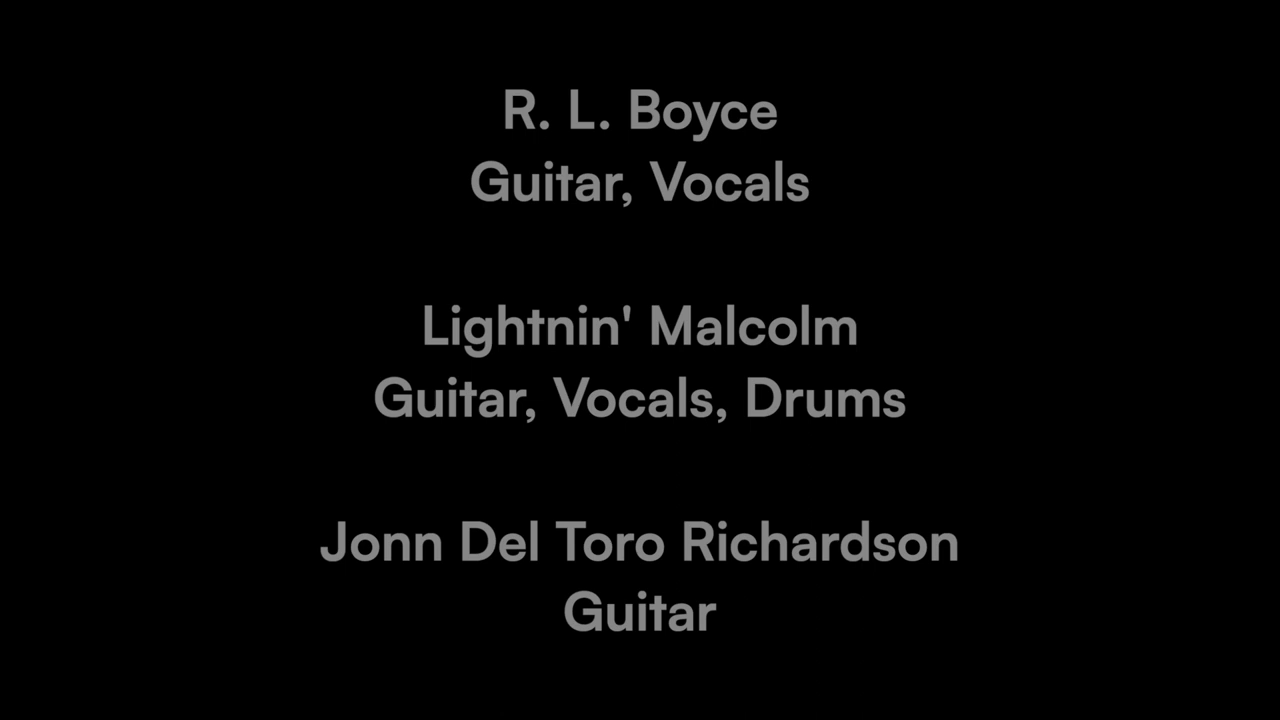 R. L. Boyce
Guitar, Vocals
Lightnin' Malcolm
Guitar, Vocals, Drums
Jonn Del Toro Richardson
Guitar